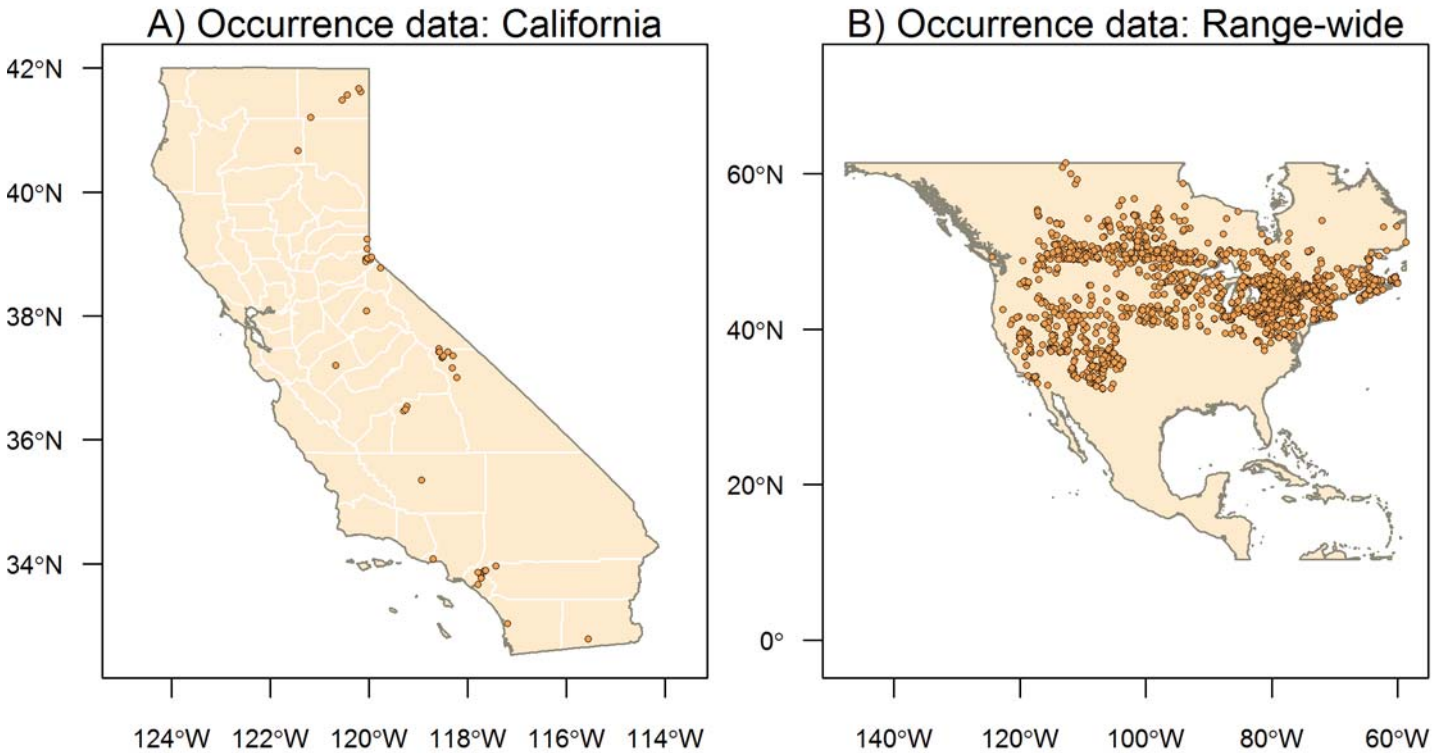 A) Occurrence data: California
42°N
40°N
38°N
36°N
34°N
124°W 122°W 120°W 118°W 116°W 114°W
B) Occurrence data: Range-wide
60°N
40°N
20°N
0°
140°W 120°W 100°W 80°W 60°W